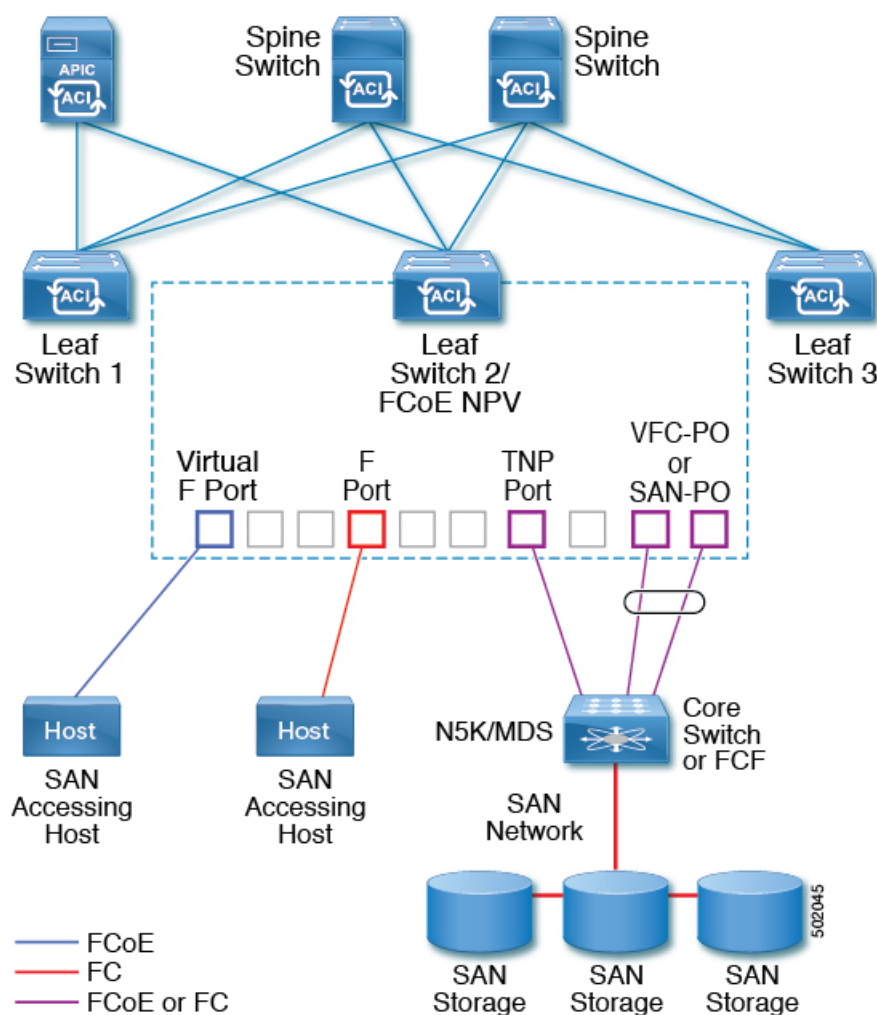 APIC
ACI
Spine
Switch
ACI
Spine
Switch
ACI
ACI
Leaf
Switch 1
ACI
Leaf
Switch 2/
FCoE NPV
ACI
Leaf
Switch 3
Virtual
F Port
F
Port
TNP
Port
VFC-PO
or
SAN-PO
Host
SAN
Accessing
Host
Host
SAN
Accessing
Host
N5K/MDS
Core
Switch
or FCF
SAN
Network
SAN
Storage
SAN
Storage
SAN
Storage
502045
FCoE
FC
FCoE or FC